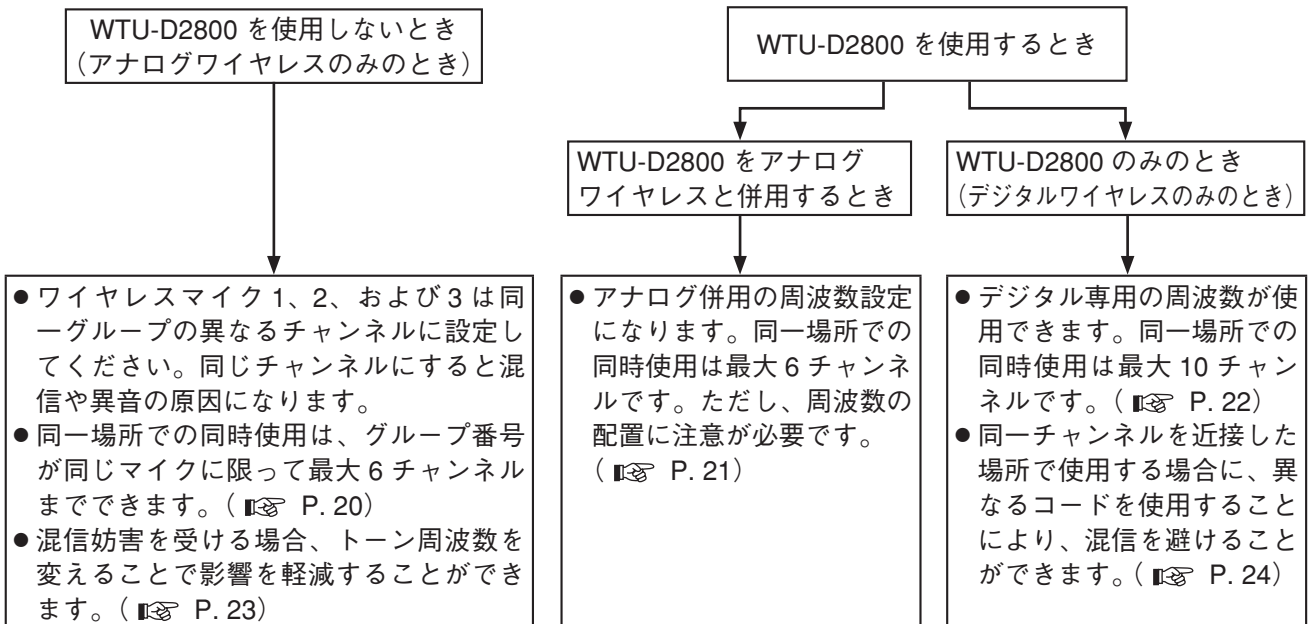 WTU-D2800 を使用しないとき
（アナログワイヤレスのみのとき）
WTU-D2800 を使用するとき
WTU-D2800 をアナログ
ワイヤレスと併用するとき
WTU-D2800 のみのとき
（デジタルワイヤレスのみのとき）
●ワイヤレスマイク 1、2、および 3 は同
一グループの異なるチャンネルに設定し
てください。同じチャンネルにすると混
信や異音の原因になります。
●同一場所での同時使用は、グループ番号
が同じマイクに限って最大 6 チャンネル
までできます。（☞ P. 20）
●混信妨害を受ける場合、トーン周波数を
変えることで影響を軽減することができ
ます。（☞ P. 23）
●アナログ併用の周波数設定
になります。同一場所での
同時使用は最大 6 チャンネ
ルです。ただし、周波数の
配置に注意が必要です。
（☞ P. 21）
●デジタル専用の周波数が使
用できます。同一場所での
同時使用は最大 10 チャン
ネルです。（☞ P. 22）
●同一チャンネルを近接した
場所で使用する場合に、異
なるコードを使用すること
により、混信を避けること
ができます。（☞ P. 24）